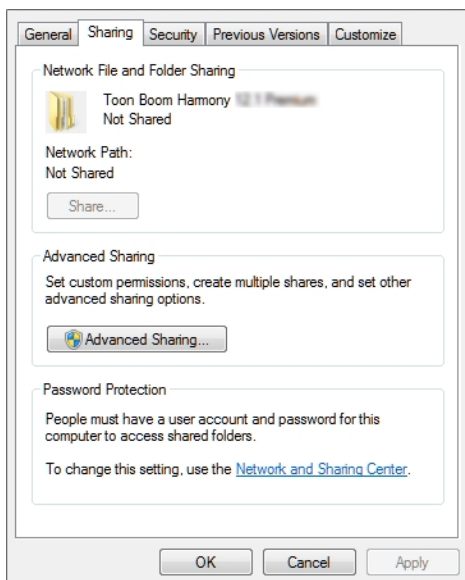 General Sharing Security Previous Versions Customize
Network File and Folder Sharing
Toon Boom Harmony
Not Shared
Network Path:
Not Shared
Share...
Advanced Sharing
Set custom permissions, create multiple shares, and set other
advanced sharing options.
Advanced Sharing...
Password Protection
People must have a user account and password for this
computer to access shared folders.
To change this setting, use the Network and Sharing Center.
OK Cancel Apply